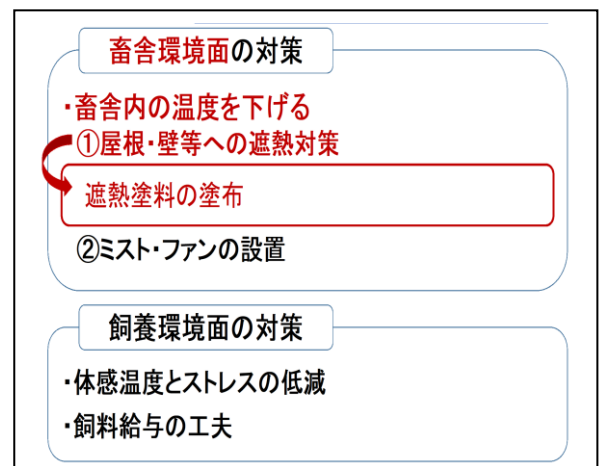 畜舎環境面の対策
・畜舎内の温度を下げる
①屋根・壁等への遮熱対策
遮熱塗料の塗布
②ミスト・ファンの設置
飼養環境面の対策
・体感温度とストレスの低減
・飼料給与の工夫